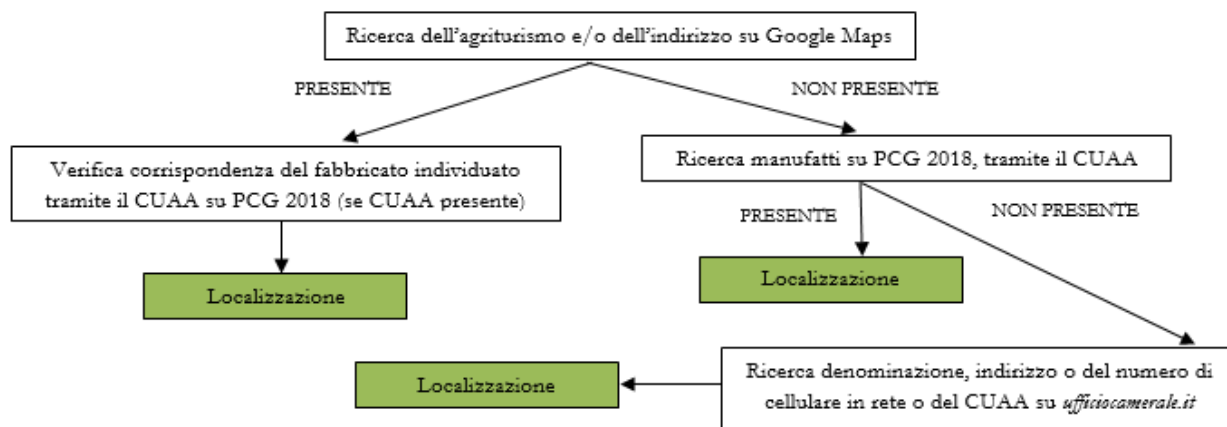 Ricerca dell'agriturismo e/o dell'indirizzo su Google Maps
PRESENTE
NON PRESENTE
Verifica corrispondenza del fabbricato individuato
tramite il CUAA su PCG 2018 (se CUAA presente)
Ricerca manufatti su PCG 2018, tramite il CUAA
PRESENTE
NON PRESENTE
Localizzazione
Localizzazione
Localizzazione
Ricerca denominazione, indirizzo o del numero di
cellulare in rete o del CUAA su ufficiocamerale.it